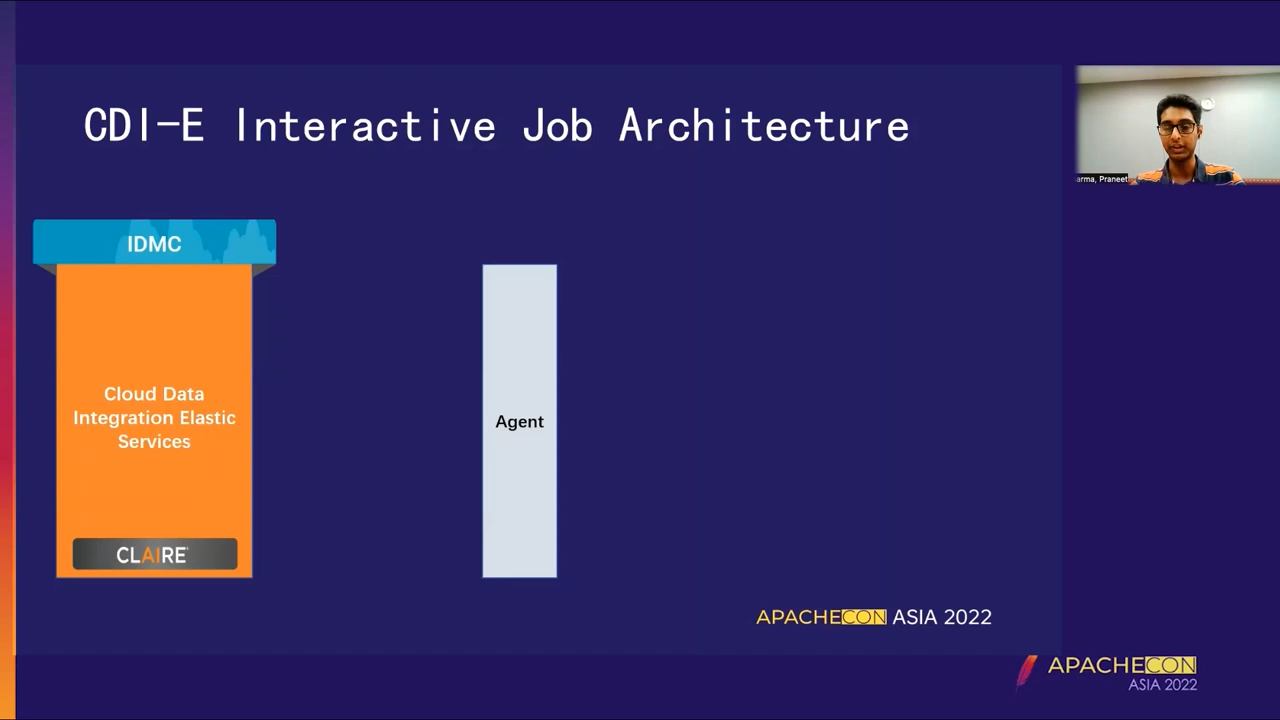 CDI-E Interactive Job Architecture
arma, Praneet
IDMC
Cloud Data
Integration Elastic
Services
Agent
CLAIRE
APACHECON ASIA 2022
APACHECON
ASIA 2022